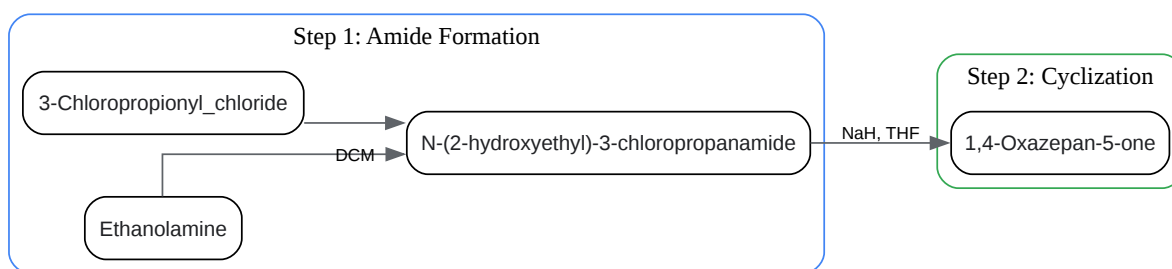 Step 1: Amide Formation
3-Chloropropionyl_chloride
DCM
Ethanolamine
N-(2-hydroxyethyl)-3-chloropropanamide
NaH, THF
Step 2: Cyclization
1,4-Oxazepan-5-one